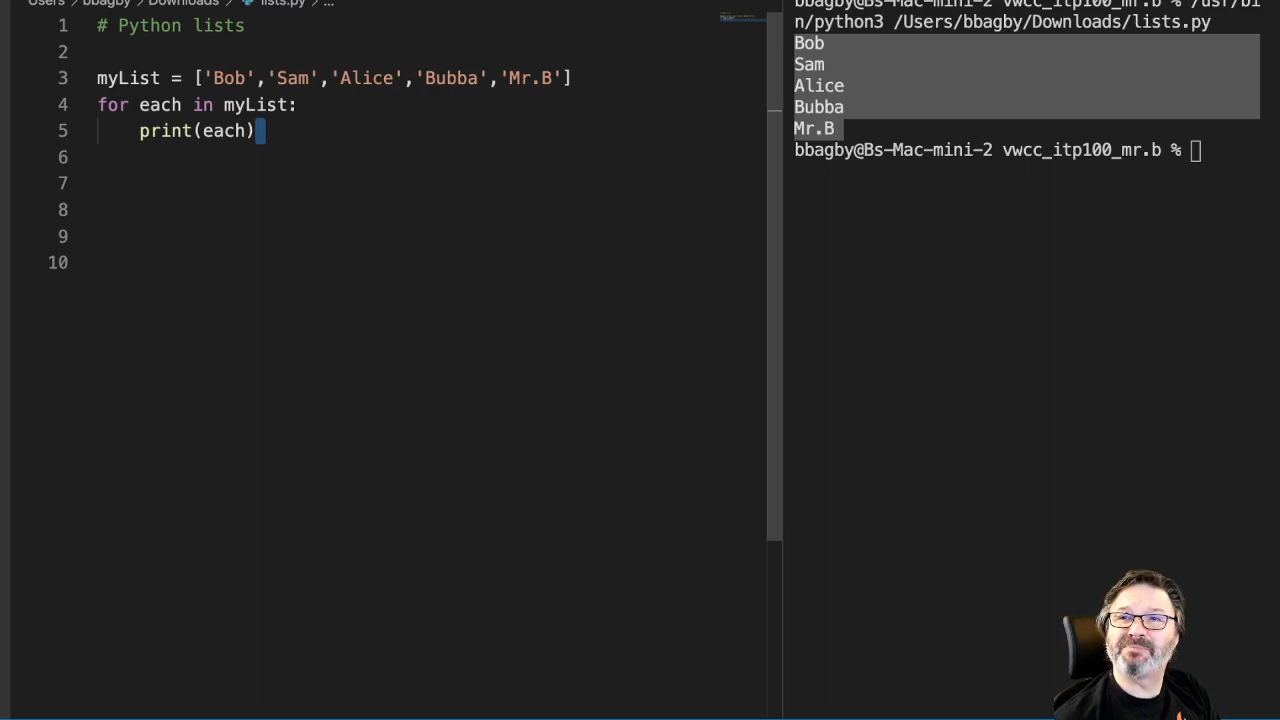 Users > bbagby > Downloads > lists.py > ...
1 # Python lists
2
3 myList = ['Bob','Sam','Alice','Bubba','Mr.B']
4 for each in myList:
5     print(each)
6
7
8
9
10
bbagby@Bs-Mac-mini-2 vwcc_itp100_mr.b % /usr/bi
n/python3 /Users/bbagby/Downloads/lists.py
Bob
Sam
Alice
Bubba
Mr.B
bbagby@Bs-Mac-mini-2 vwcc_itp100_mr.b %